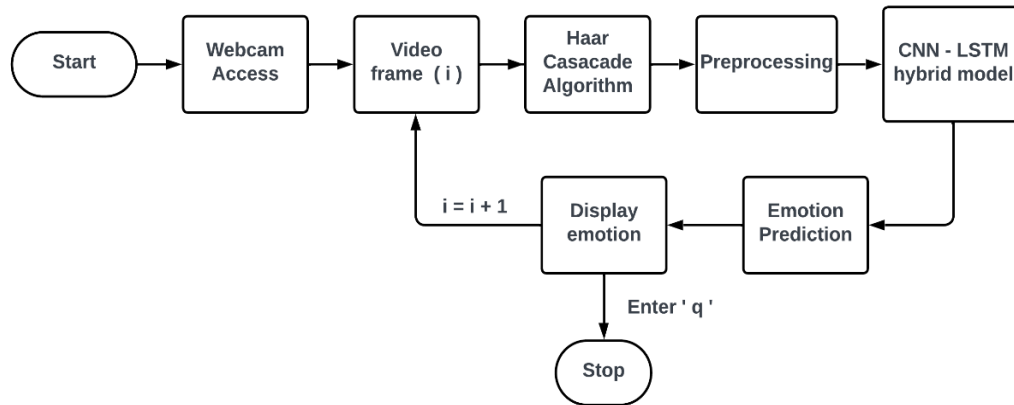 Start
Webcam
Access
Video
frame ( i )
Haar
Casacade
Algorithm
Preprocessing
CNN - LSTM
hybrid model
i = i + 1
Display
emotion
Emotion
Prediction
Enter ' q '
Stop